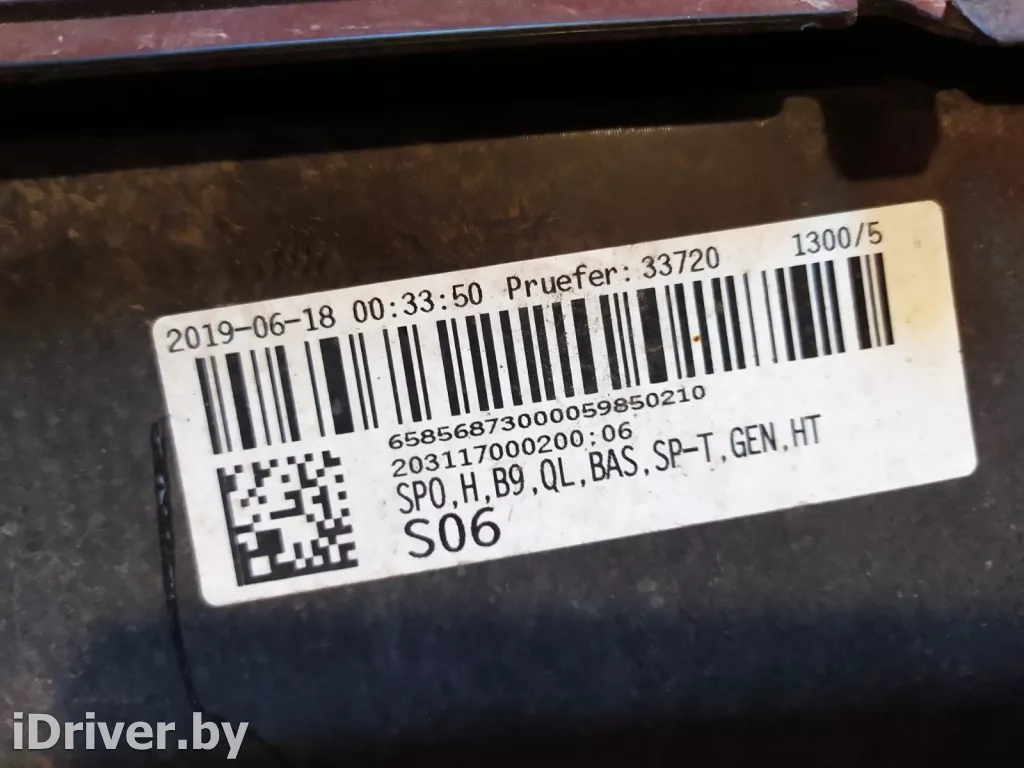 2019-06-18 00:33:50 Pruefer: 33720 1300/5
65856873000059850210
203117000200:06
SPO,H,B9,QL,BAS,SP-T,GEN,HT
S06
iDriver.by